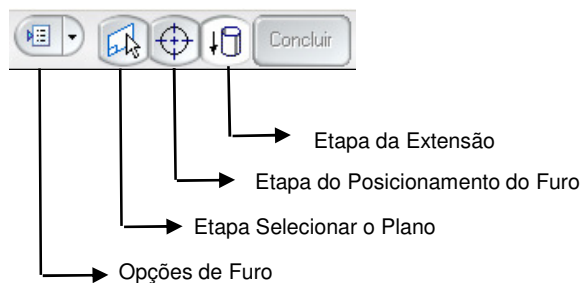 Concluir
Etapa da Extensão
Etapa do Posicionamento do Furo
Etapa Selecionar o Plano
Opções de Furo